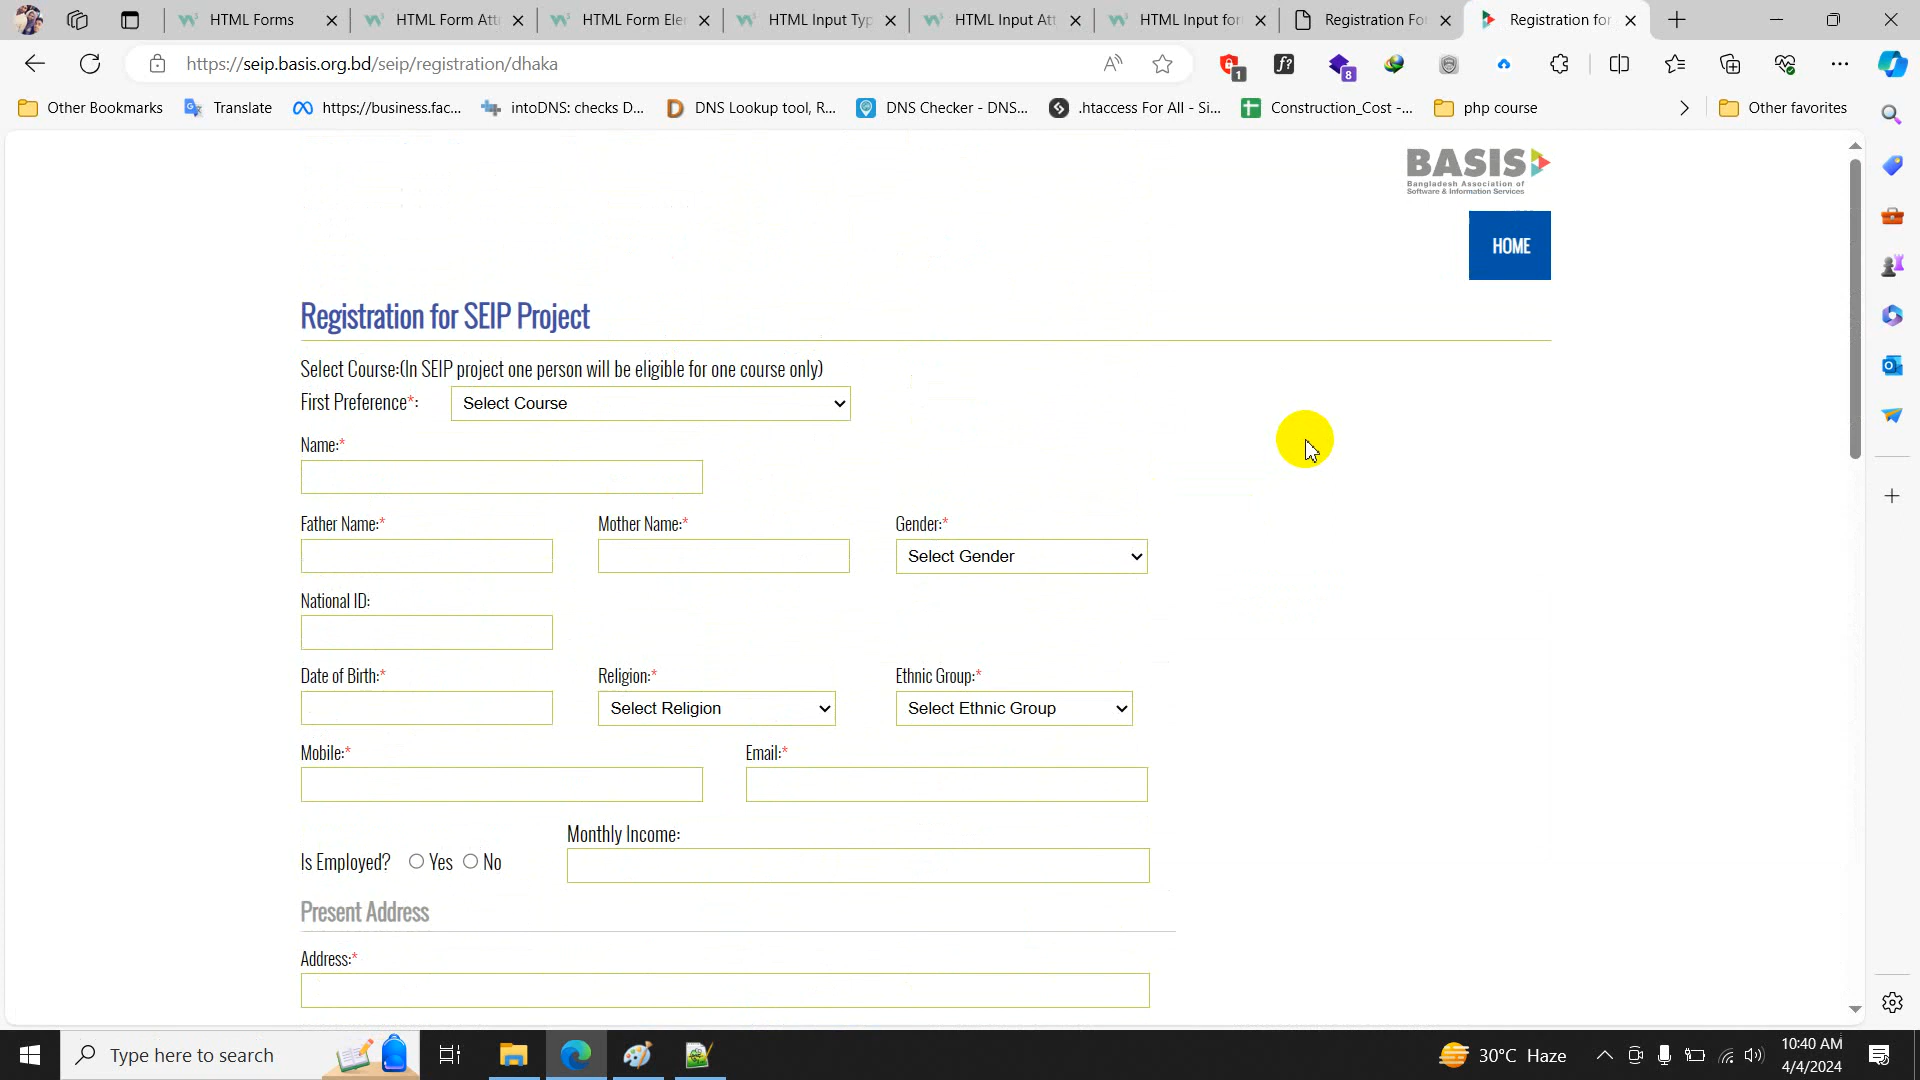 HTML Forms
HTML Form Att
HTML Form Ele
HTML Input Typ
HTML Input Att
HTML Input for
Registration Fo
Registration for
https://seip.basis.org.bd/seip/registration/dhaka
1
f?
8
Other Bookmarks
Translate
https://business.fac...
intoDNS: checks D...
DNS Lookup tool, R...
DNS Checker - DNS...
.htaccess For All - Si...
Construction_Cost -...
php course
Other favorites
BASIS
Bangladesh Association of
Software & Information Services
HOME
Registration for SEIP Project
Select Course:(In SEIP project one person will be eligible for one course only)
First Preference*:
Select Course
Name:*
Father Name:*
Mother Name:*
Gender:*
Select Gender
National ID:
Date of Birth:*
Religion:*
Ethnic Group:*
Select Religion
Select Ethnic Group
Mobile:*
Email:*
Monthly Income:
Is Employed? Yes No
Present Address
Address:*
Type here to search
30°C Haze
10:40 AM
4/4/2024